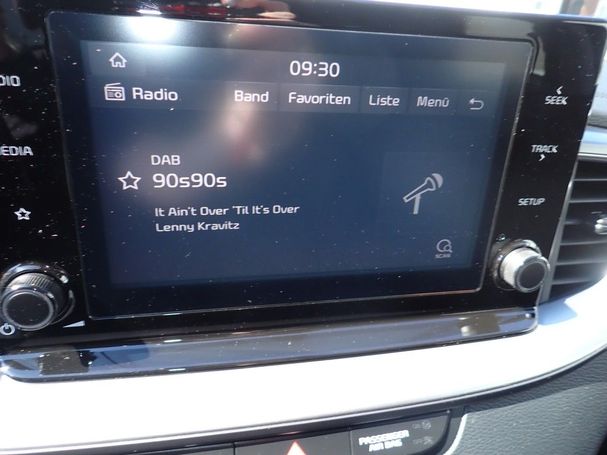 09:30
Radio Band Favoriten Liste Menü
DAB
90s90s
It Ain't Over 'Til It's Over
Lenny Kravitz
SCAN
SEEK
TRACK
SETUP
PASSENGER
AIR BAG